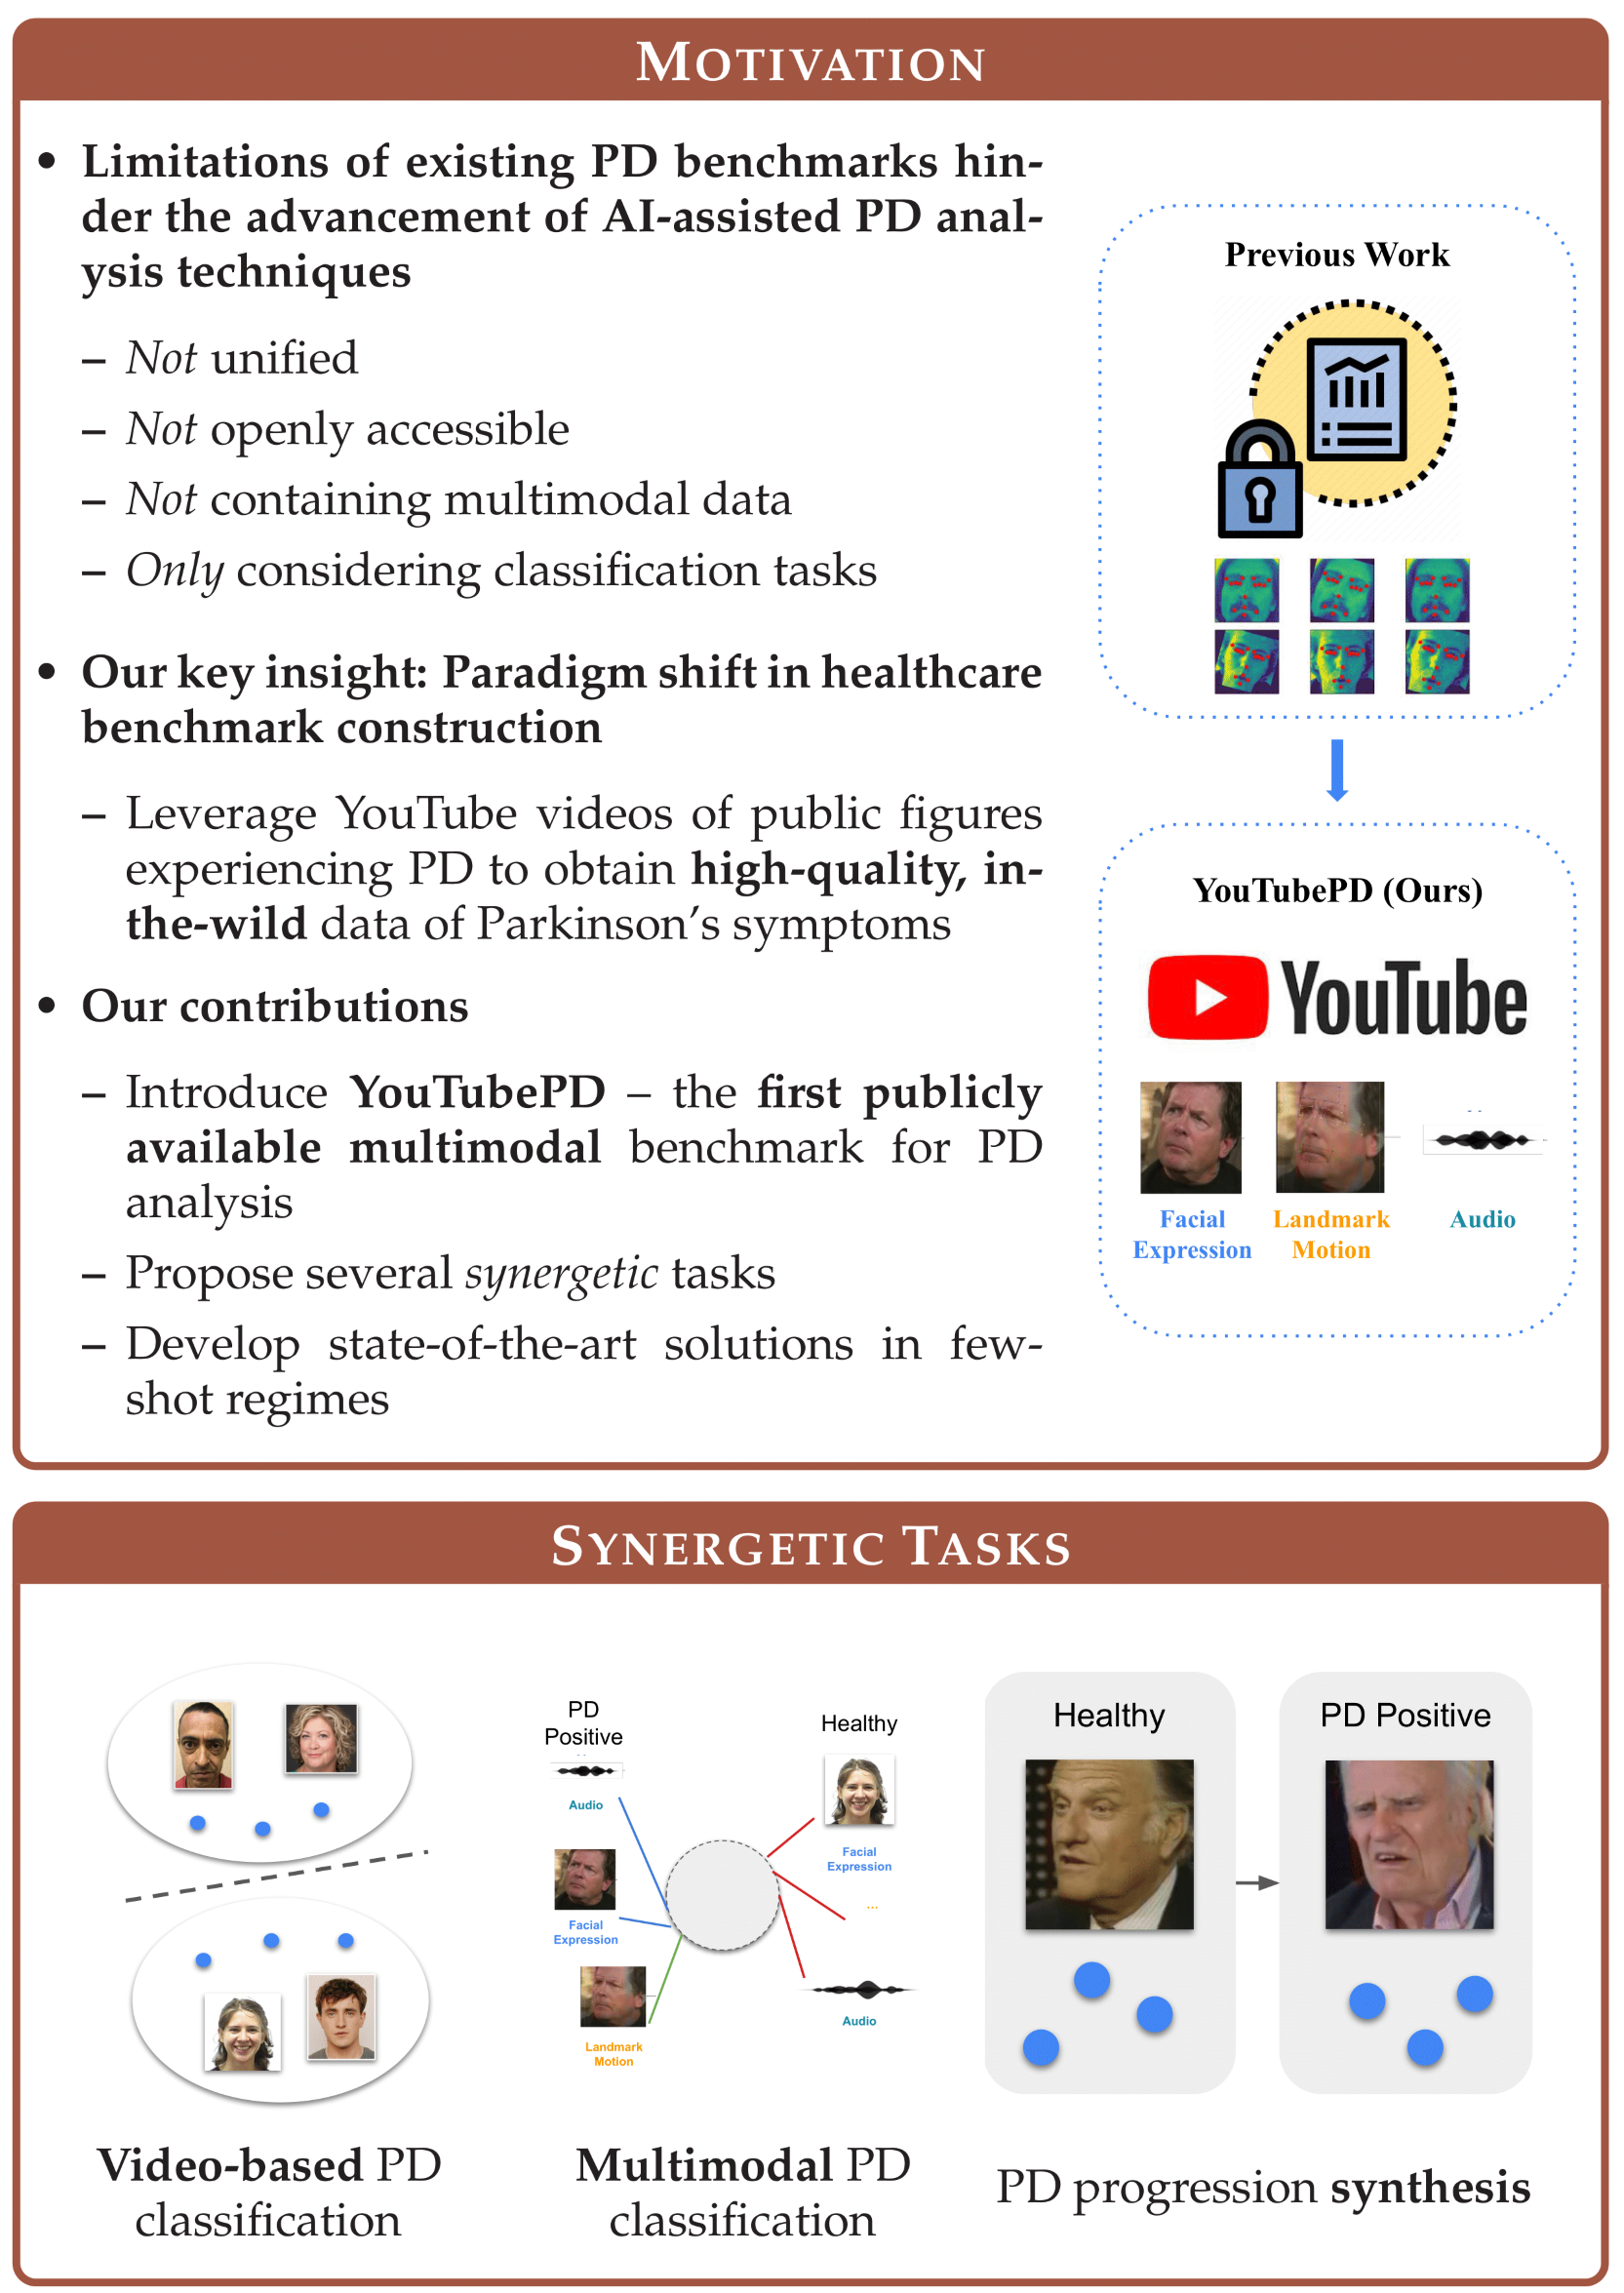 MOTIVATION
• Limitations of existing PD benchmarks hin-
der the advancement of AI-assisted PD anal-
ysis techniques
– Not unified
– Not openly accessible
– Not containing multimodal data
– Only considering classification tasks
• Our key insight: Paradigm shift in healthcare
benchmark construction
– Leverage YouTube videos of public figures
experiencing PD to obtain high-quality, in-
the-wild data of Parkinson's symptoms
• Our contributions
– Introduce YouTubePD – the first publicly
available multimodal benchmark for PD
analysis
– Propose several synergetic tasks
– Develop state-of-the-art solutions in few-
shot regimes
Previous Work
YouTubePD (Ours)
YouTube
Facial
Expression
Landmark
Motion
Audio
SYNERGETIC TASKS
Video-based PD
classification
PD
Positive
Audio
Facial
Expression
Landmark
Motion
Healthy
Facial
Expression
...
Audio
Multimodal PD
classification
Healthy
PD Positive
PD progression synthesis